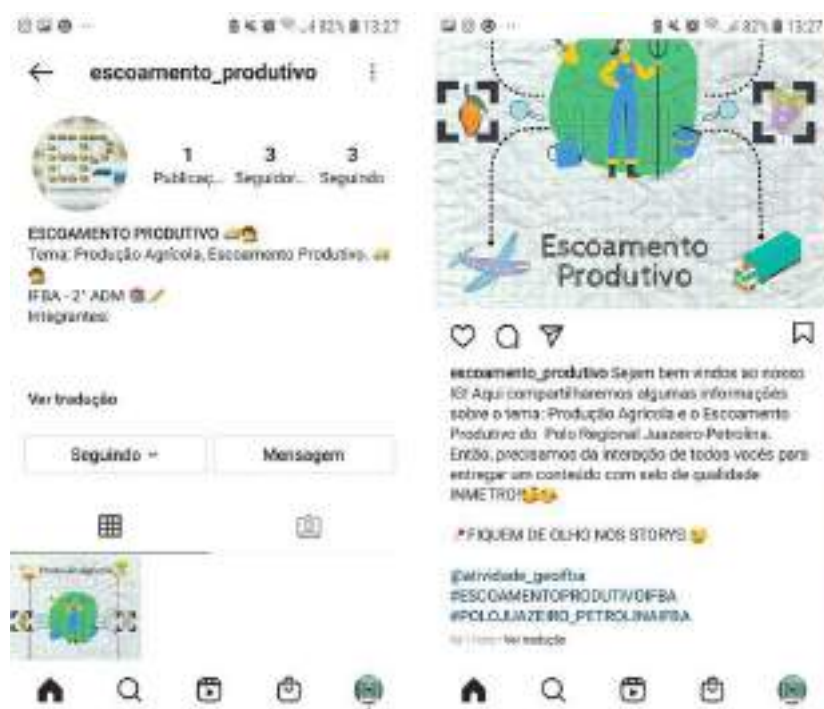 82% 13:27
escoamento_produtivo
1 3 3
Publicaç... Seguidor... Seguindo
ESCOAMENTO PRODUTIVO
Tema: Produção Agrícola, Escoamento Produtivo.
IFBA - 2° ADM
Integrantes:
Ver tradução
Seguindo
Mensagem
Produção Agrícola
82% 13:27
Escoamento
Produtivo
escoamento_produtivo Sejam bem vindos ao nosso
IG! Aqui compartilharemos algumas informações
sobre o tema: Produção Agrícola e o Escoamento
Produtivo do Polo Regional Juazeiro-Petrolina.
Então, precisamos da interação de todos vocês para
entregar um conteúdo com selo de qualidade
INMETRO!!
FIQUEM DE OLHO NOS STORYS
@atividade_geoifba
#ESCOAMENTOPRODUTIVOIFBA
#POLOJUAZEIRO_PETROLINAIFBA
Ver tradução